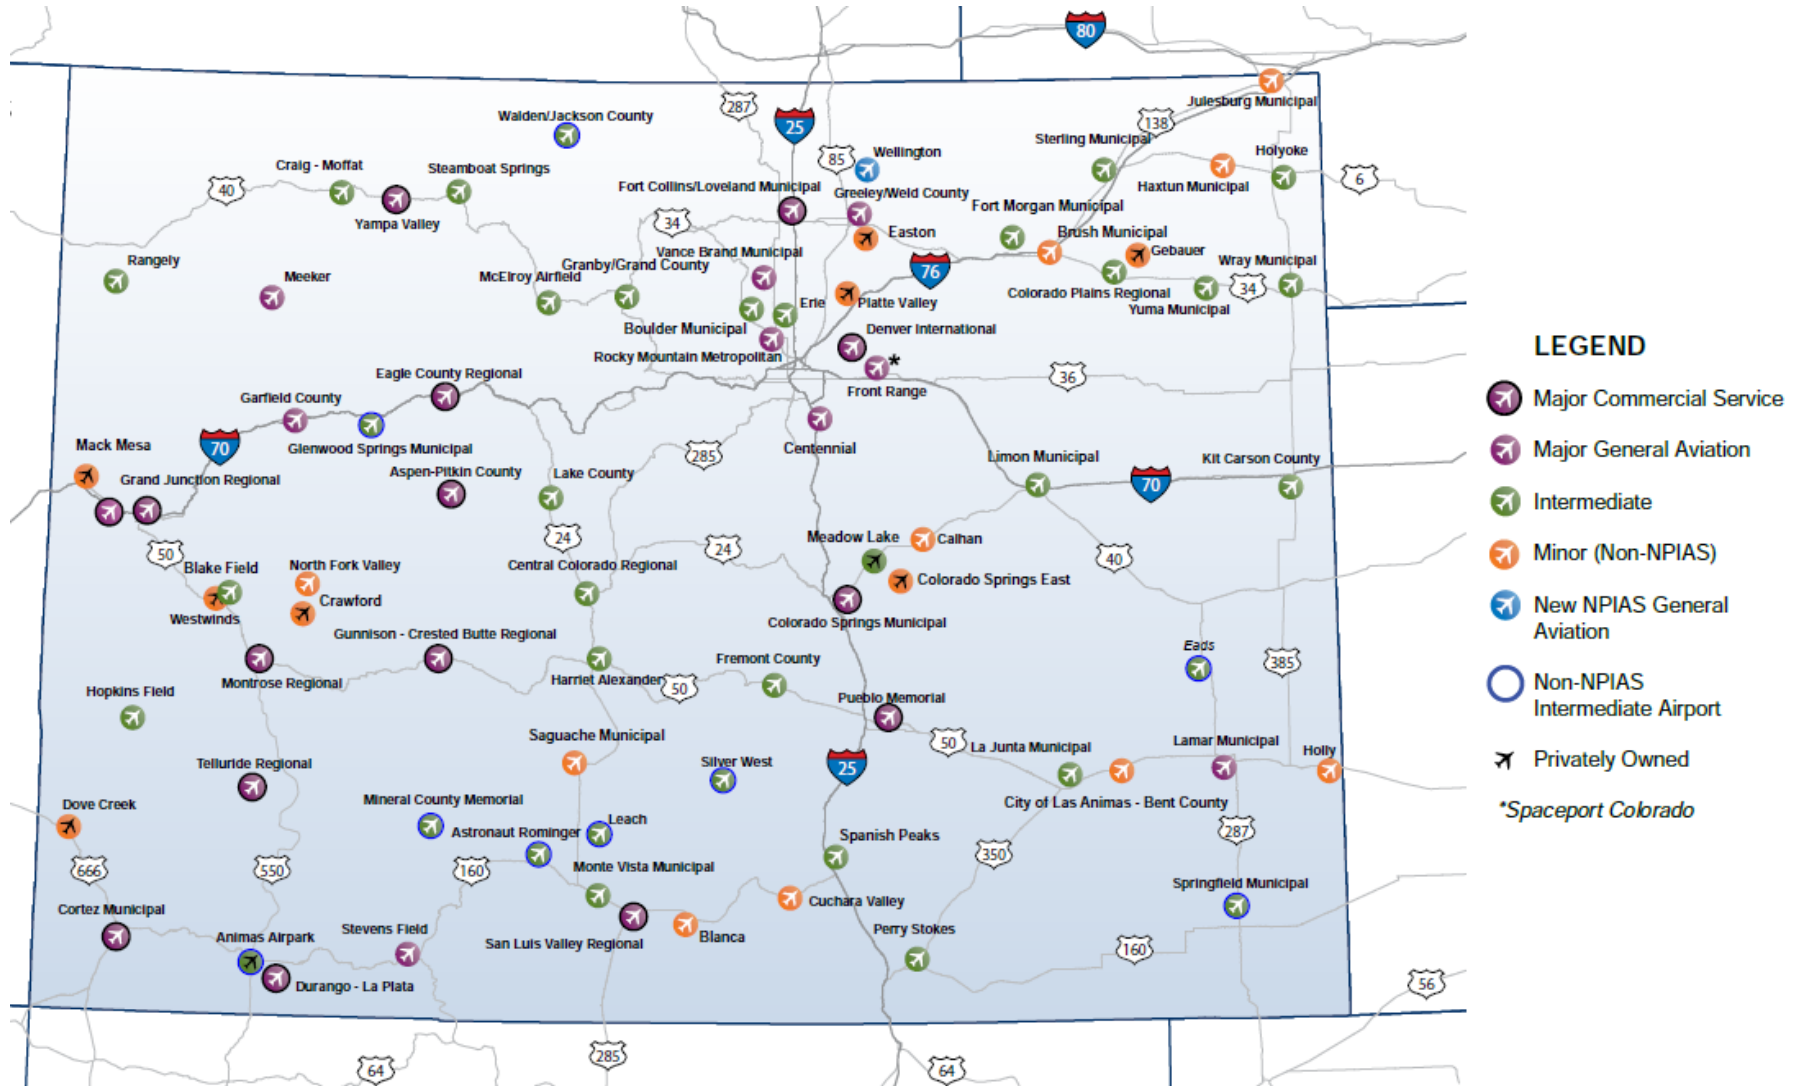 80
Julesburg Municipal
287
138
Walden/Jackson County
25
Sterling Municipal
85
Wellington
Holyoke
Craig - Moffat
Steamboat Springs
6
40
Fort Collins/Loveland Municipal
Greeley/Weld County
Haxtun Municipal
Fort Morgan Municipal
Yampa Valley
34
Easton
Brush Municipal
Gebauer
Vance Brand Municipal
Rangely
Granby/Grand County
Wray Municipal
Meeker
McElroy Airfield
76
34
Colorado Plains Regional
Erie
Platte Valley
Yuma Municipal
Boulder Municipal
Denver International
Rocky Mountain Metropolitan
*
Eagle County Regional
36
Front Range
Garfield County
Mack Mesa
70
Glenwood Springs Municipal
Centennial
285
Limon Municipal
Kit Carson County
Grand Junction Regional
Aspen-Pitkin County
Lake County
70
24
Meadow Lake
Calhan
50
24
40
Blake Field
North Fork Valley
Central Colorado Regional
Colorado Springs East
Crawford
Westwinds
Colorado Springs Municipal
Gunnison - Crested Butte Regional
Eads
Fremont County
385
Montrose Regional
Harriet Alexander
50
Hopkins Field
Pueblo Memorial
Saguache Municipal
50
La Junta Municipal
Lamar Municipal
Holly
Telluride Regional
Silver West
25
Dove Creek
Mineral County Memorial
City of Las Animas - Bent County
Leach
Astronaut Rominger
Spanish Peaks
287
350
666
550
160
Monte Vista Municipal
Springfield Municipal
Cuchara Valley
Cortez Municipal
Stevens Field
Perry Stokes
Animas Airpark
San Luis Valley Regional
Blanca
160
Durango - La Plata
56
285
64
64
LEGEND
Major Commercial Service
Major General Aviation
Intermediate
Minor (Non-NPIAS)
New NPIAS General
Aviation
Non-NPIAS
Intermediate Airport
Privately Owned
*Spaceport Colorado